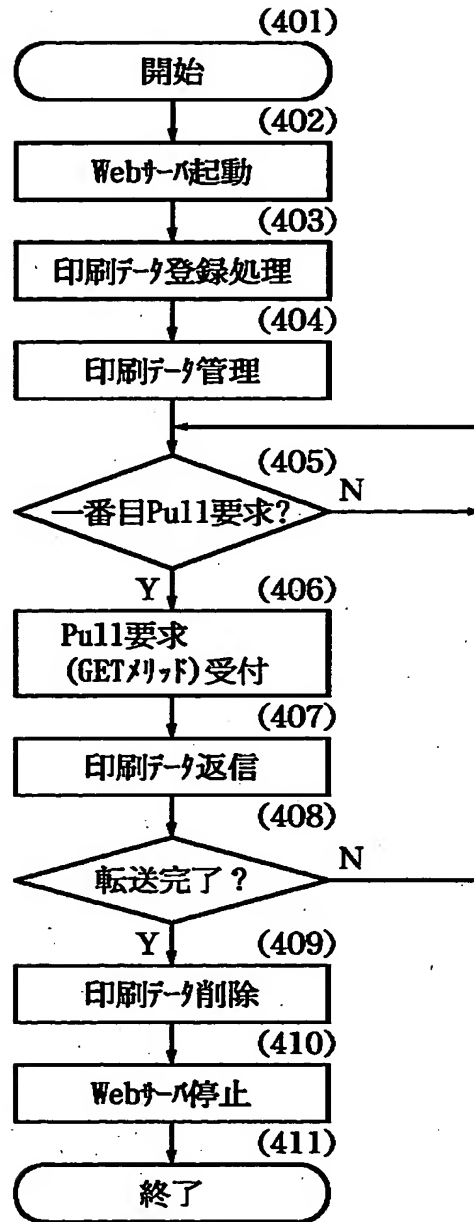 (401)
開始
(402)
Webｻｰﾊﾞ起動
(403)
印刷ﾃﾞｰﾀ登録処理
(404)
印刷ﾃﾞｰﾀ管理
(405)
一番目Pull要求?
N
Y
(406)
Pull要求
(GETﾒﾘｯﾄﾞ)受付
(407)
印刷ﾃﾞｰﾀ返信
(408)
転送完了?
N
Y
(409)
印刷ﾃﾞｰﾀ削除
(410)
Webｻｰﾊﾞ停止
(411)
終了